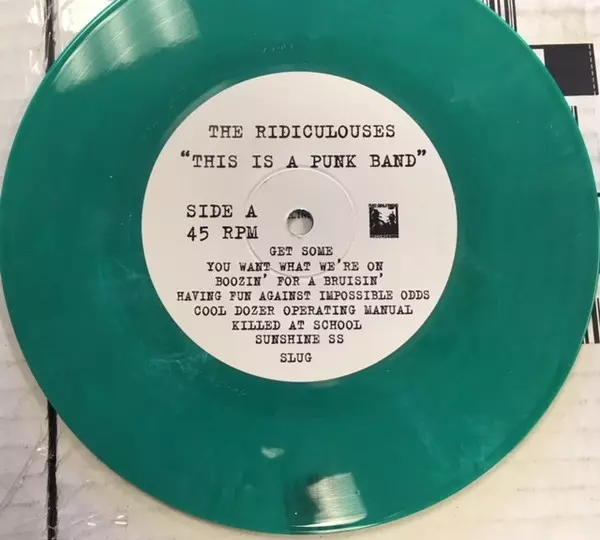 THE RIDICULOUSES
"THIS IS A PUNK BAND"
SIDE A
45 RPM
GET SOME
YOU WANT WHAT WE'RE ON
BOOZIN' FOR A BRUISIN'
HAVING FUN AGAINST IMPOSSIBLE ODDS
COOL DOZER OPERATING MANUAL
KILLED AT SCHOOL
SUNSHINE SS
SLUG